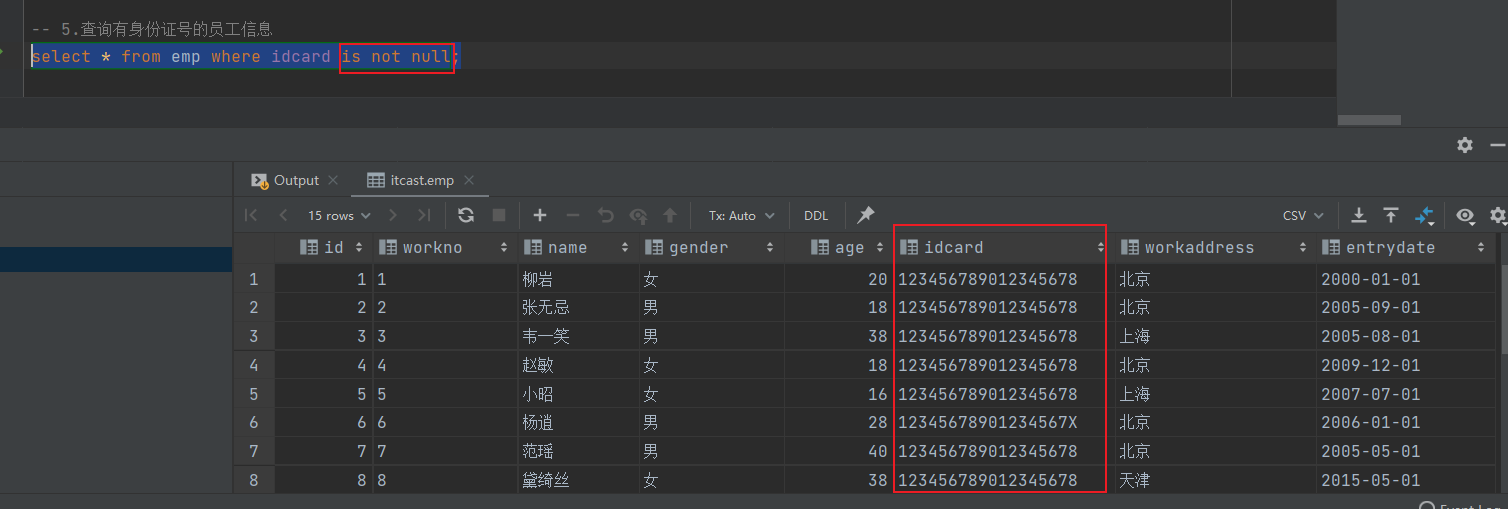 -- 5.查询有身份证号的员工信息
select * from emp where idcard is not null;
Output itcast.emp
15 rows Tx: Auto DDL CSV
id workno name gender age idcard workaddress entrydate
1 1 1 柳岩 女 20 123456789012345678 北京 2000-01-01
2 2 2 张无忌 男 18 123456789012345678 北京 2005-09-01
3 3 3 韦一笑 男 38 123456789012345678 上海 2005-08-01
4 4 4 赵敏 女 18 123456789012345678 北京 2009-12-01
5 5 5 小昭 女 16 123456789012345678 上海 2007-07-01
6 6 6 杨逍 男 28 12345678901234567X 北京 2006-01-01
7 7 7 范瑶 男 40 123456789012345678 北京 2005-05-01
8 8 8 黛绮丝 女 38 123456789012345678 天津 2015-05-01